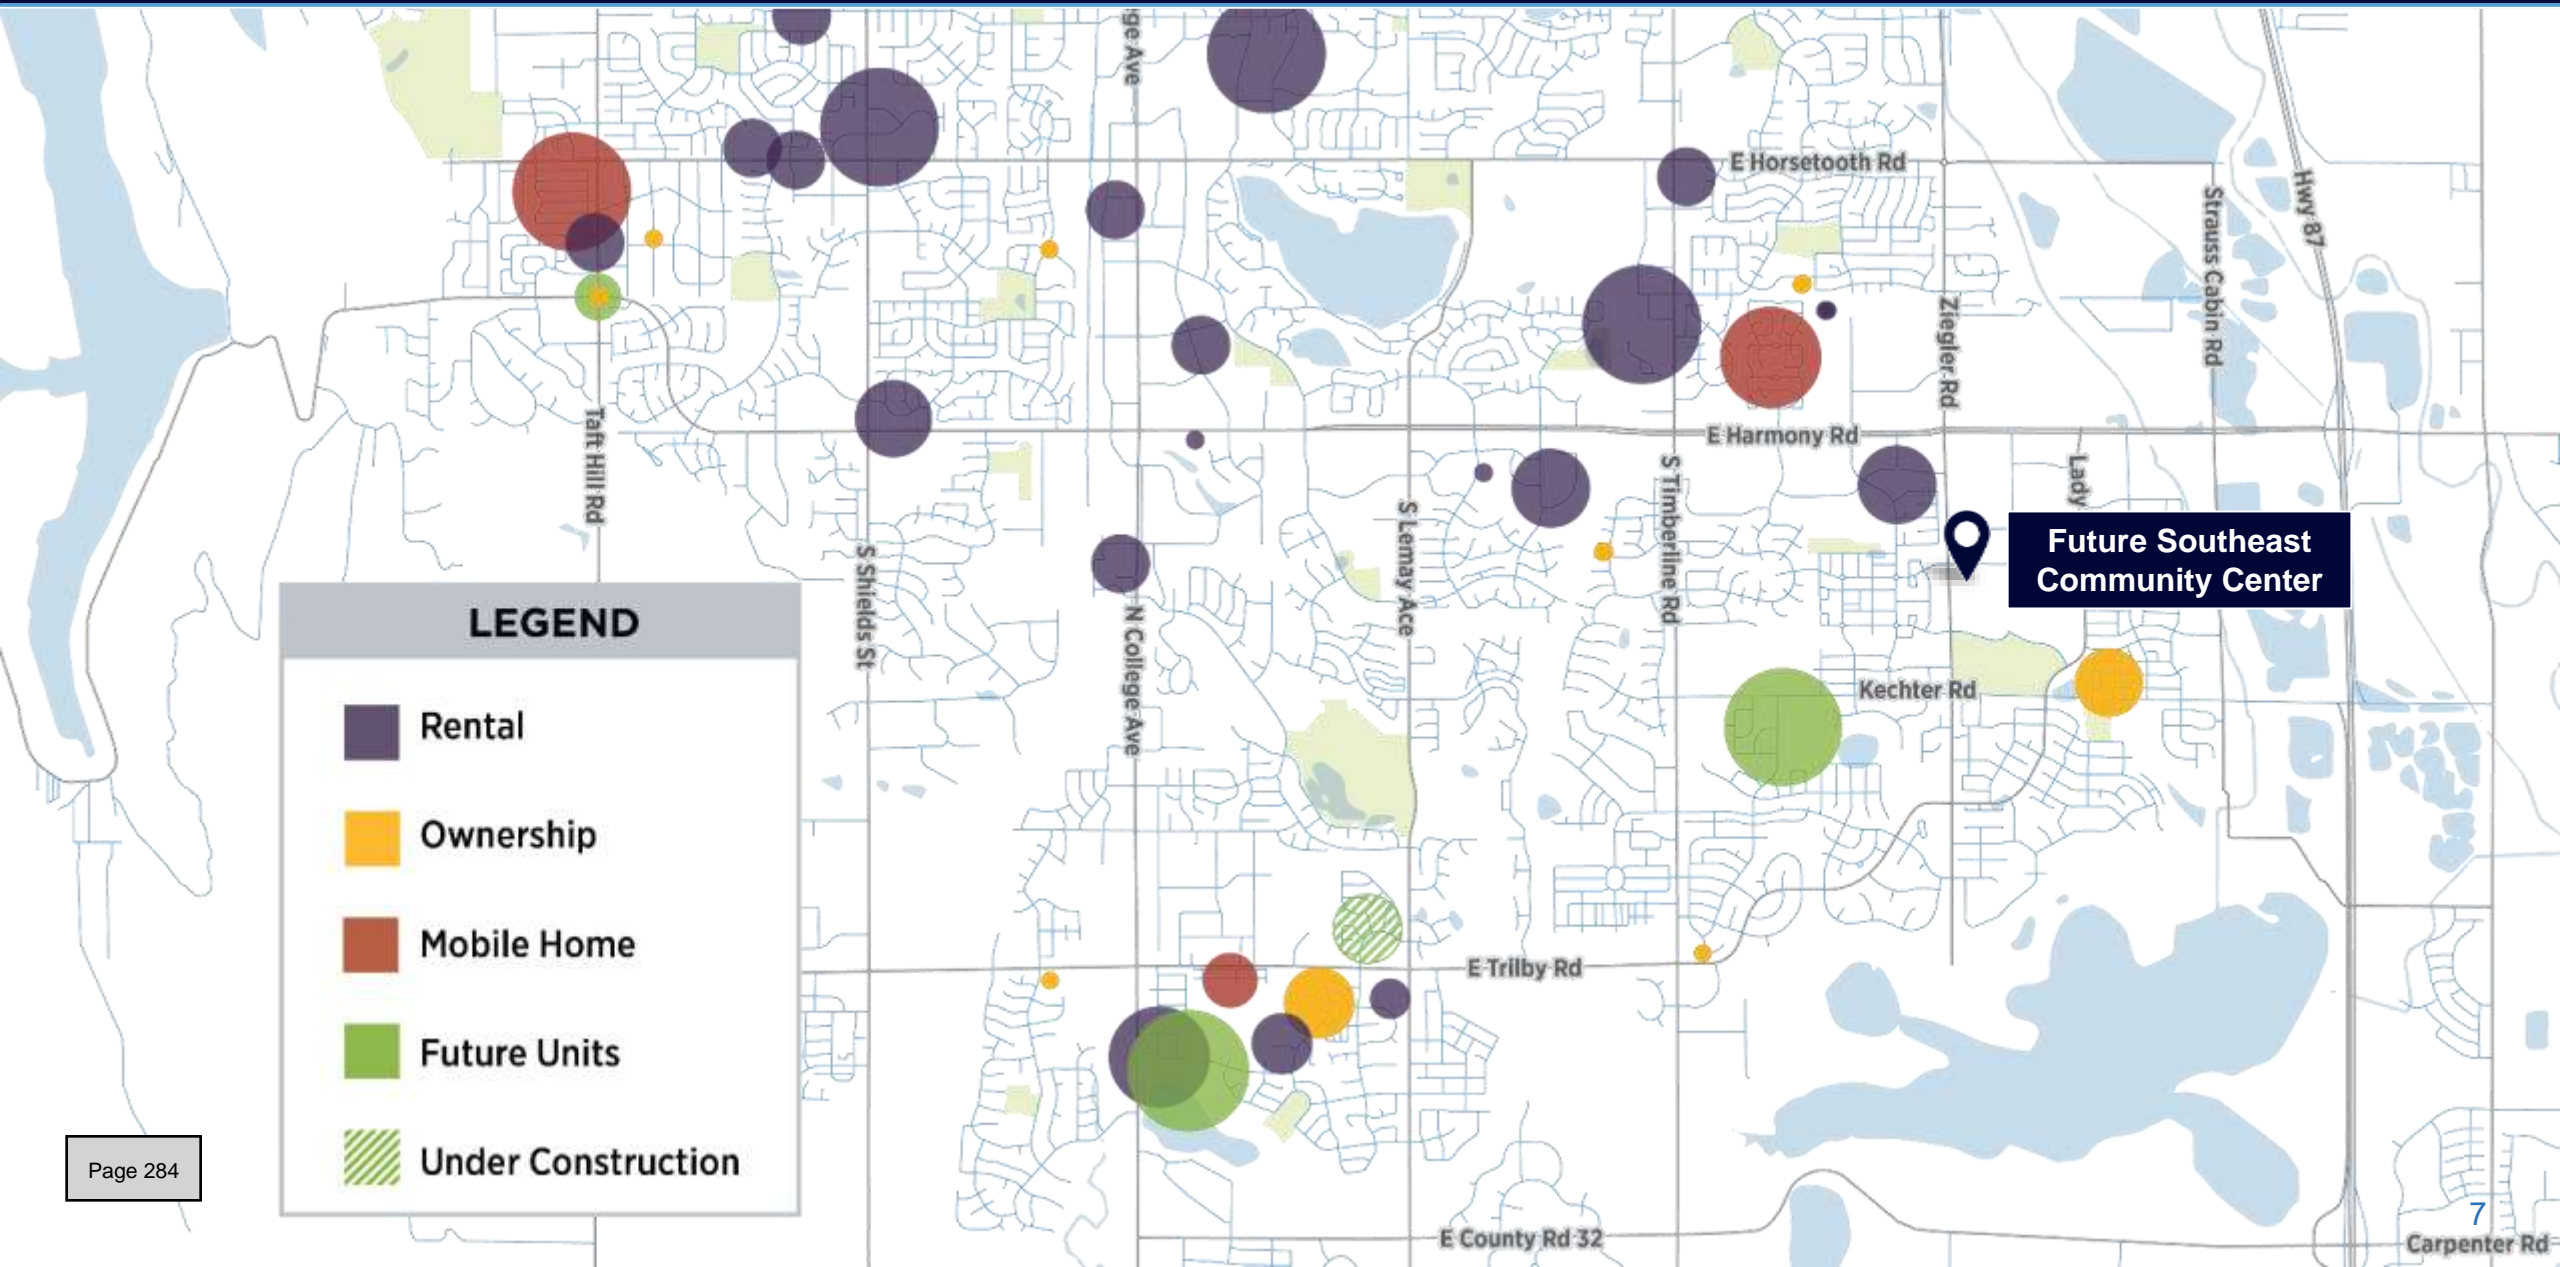 ge Ave
E Horsetooth Rd
Hwy 87
Strauss Cabin Rd
Ziegler Rd
Taft Hill Rd
E Harmony Rd
S Timberline Rd
Lady
S Lemay Ace
Future Southeast
Community Center
S Shields St
N College Ave
LEGEND
Rental
Ownership
Mobile Home
Future Units
Under Construction
Kechter Rd
E Trilby Rd
Page 284
7
E County Rd 32
Carpenter Rd